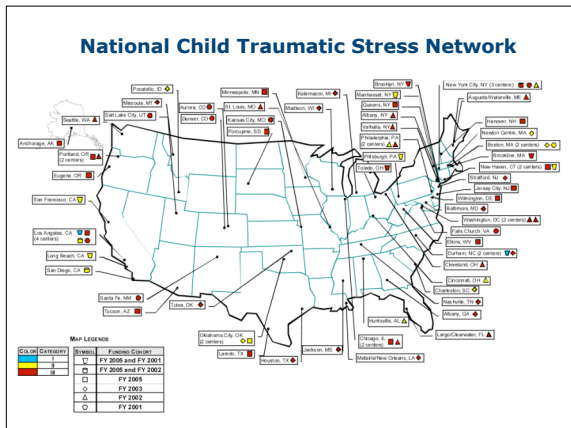 National Child Traumatic Stress Network
Pocatello, ID
Missoula, MT
Salt Lake City, UT
Aurora, CO
Denver, CO
Minneapolis, MN
St. Louis, MO
Kansas City, MO
Porcupine, SD
Kalamazoo, MI
Madison, WI
Brooklyn, NY
Manhasset, NY
Queens, NY
Albany, NY
Valhalla, NY
Philadelphia, PA
(2 centers)
Pittsburgh, PA
Toledo, OH
New York City, NY (3 centers)
Augusta/Waterville, ME
Hanover, NH
Newton Centre, MA
Boston, MA (2 centers)
Brookline, MA
New Haven, CT (2 centers)
Stratford, NJ
Jersey City, NJ
Wilmington, DE
Baltimore, MD
Washington, DC (2 centers)
Falls Church, VA
Elkins, WV
Durham, NC (2 centers)
Cleveland, OH
Cincinnati, OH
Charleston, SC
Nashville, TN
Albany, GA
Largo/Clearwater, FL
Huntsville, AL
Chicago, IL
(2 centers)
Metairie/New Orleans, LA
Jackson, MS
Houston, TX
Laredo, TX
Oklahoma City, OK
(2 centers)
Tulsa, OK
Santa Fe, NM
Tucson, AZ
San Diego, CA
Long Beach, CA
Los Angeles, CA
(4 centers)
San Francisco, CA
Eugene, OR
Portland, OR
(2 centers)
Anchorage, AK
Seattle, WA
MAP LEGENDS
COLOR CATEGORY
I
II
III
SYMBOL FUNDING COHORT
FY 2005 and FY 2001
FY 2005 and FY 2002
FY 2005
FY 2003
FY 2002
FY 2001